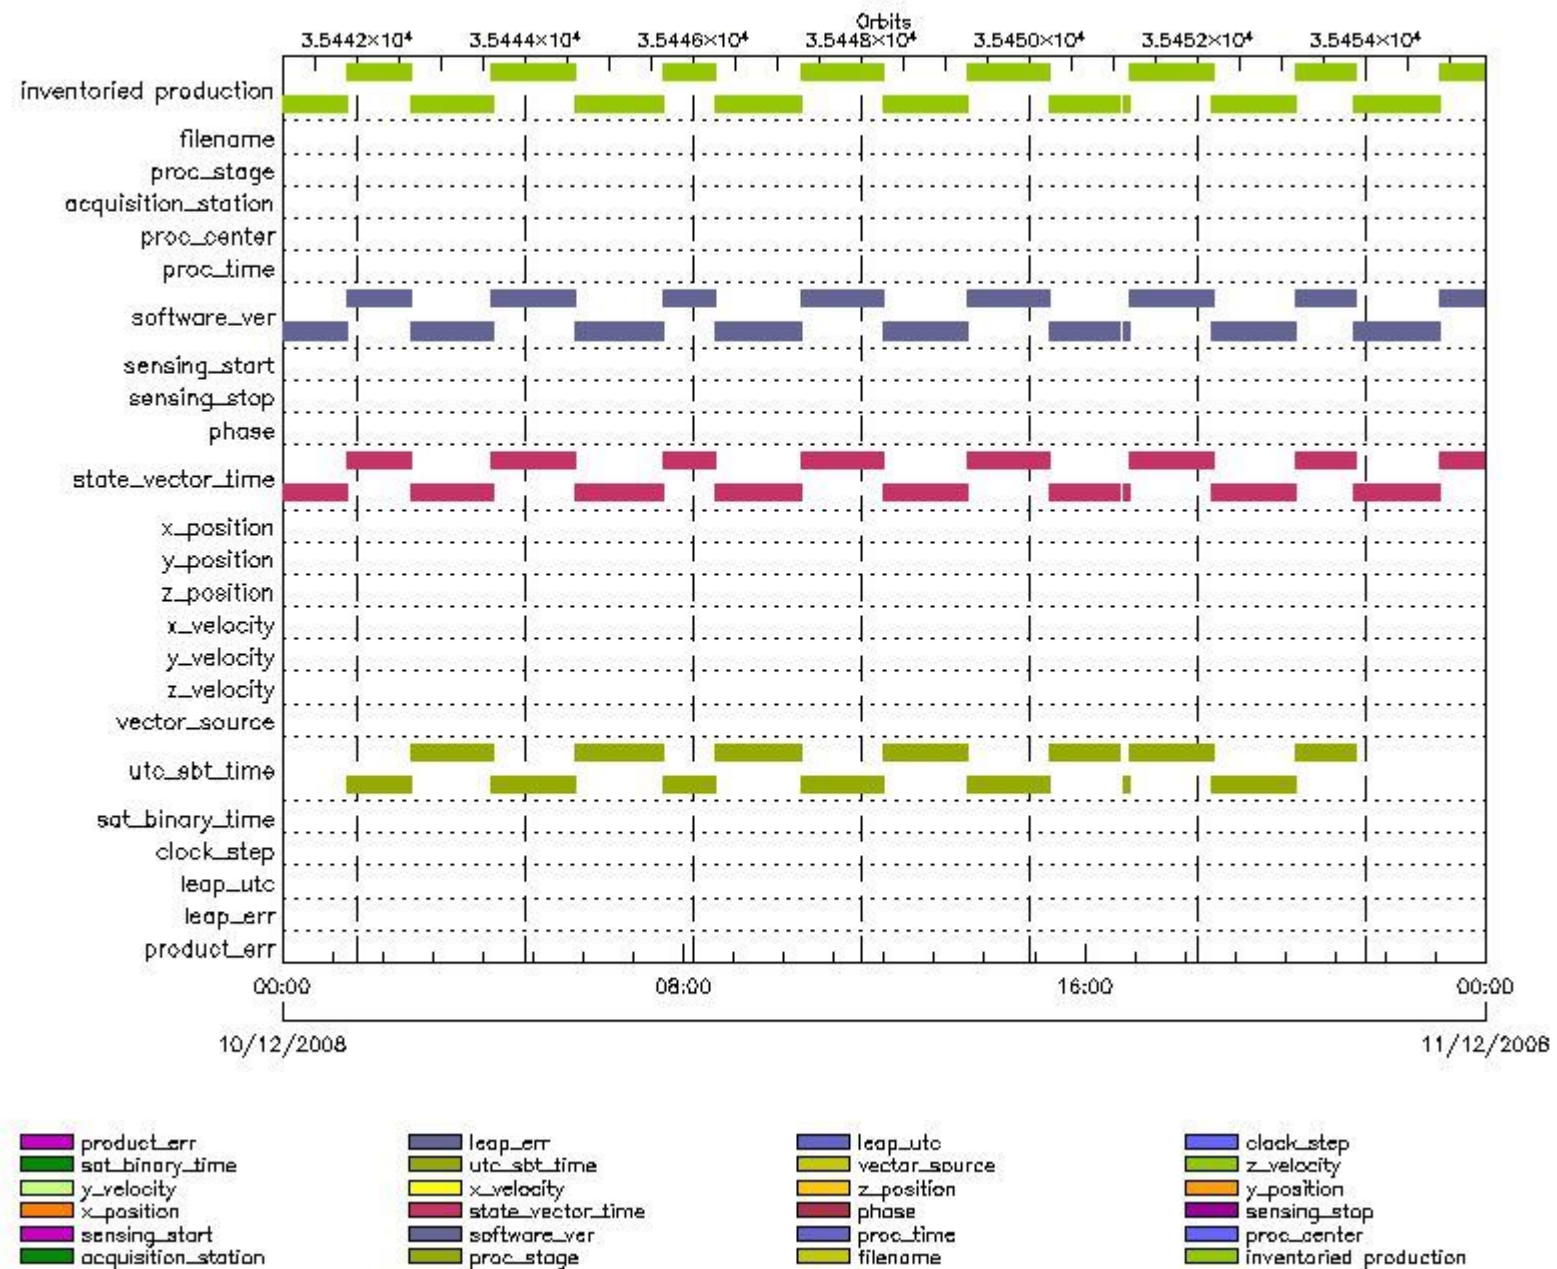 Orbits
3.5442×10⁴ 3.5444×10⁴ 3.5446×10⁴ 3.5448×10⁴ 3.5450×10⁴ 3.5452×10⁴ 3.5454×10⁴
inventoried production
filename
proc_stage
acquisition_station
proc_center
proc_time
software_ver
sensing_start
sensing_stop
phase
state_vector_time
x_position
y_position
z_position
x_velocity
y_velocity
z_velocity
vector_source
utc_sbt_time
sat_binary_time
clock_step
leap_utc
leap_err
product_err
00:00 08:00 16:00 00:00
10/12/2008 11/12/2008
product_err leap_err leap_utc clock_step
sat_binary_time utc_sbt_time vector_source z_velocity
y_velocity x_velocity z_position y_position
x_position state_vector_time phase sensing_stop
sensing_start software_ver proc_time proc_center
acquisition_station proc_stage filename inventoried production